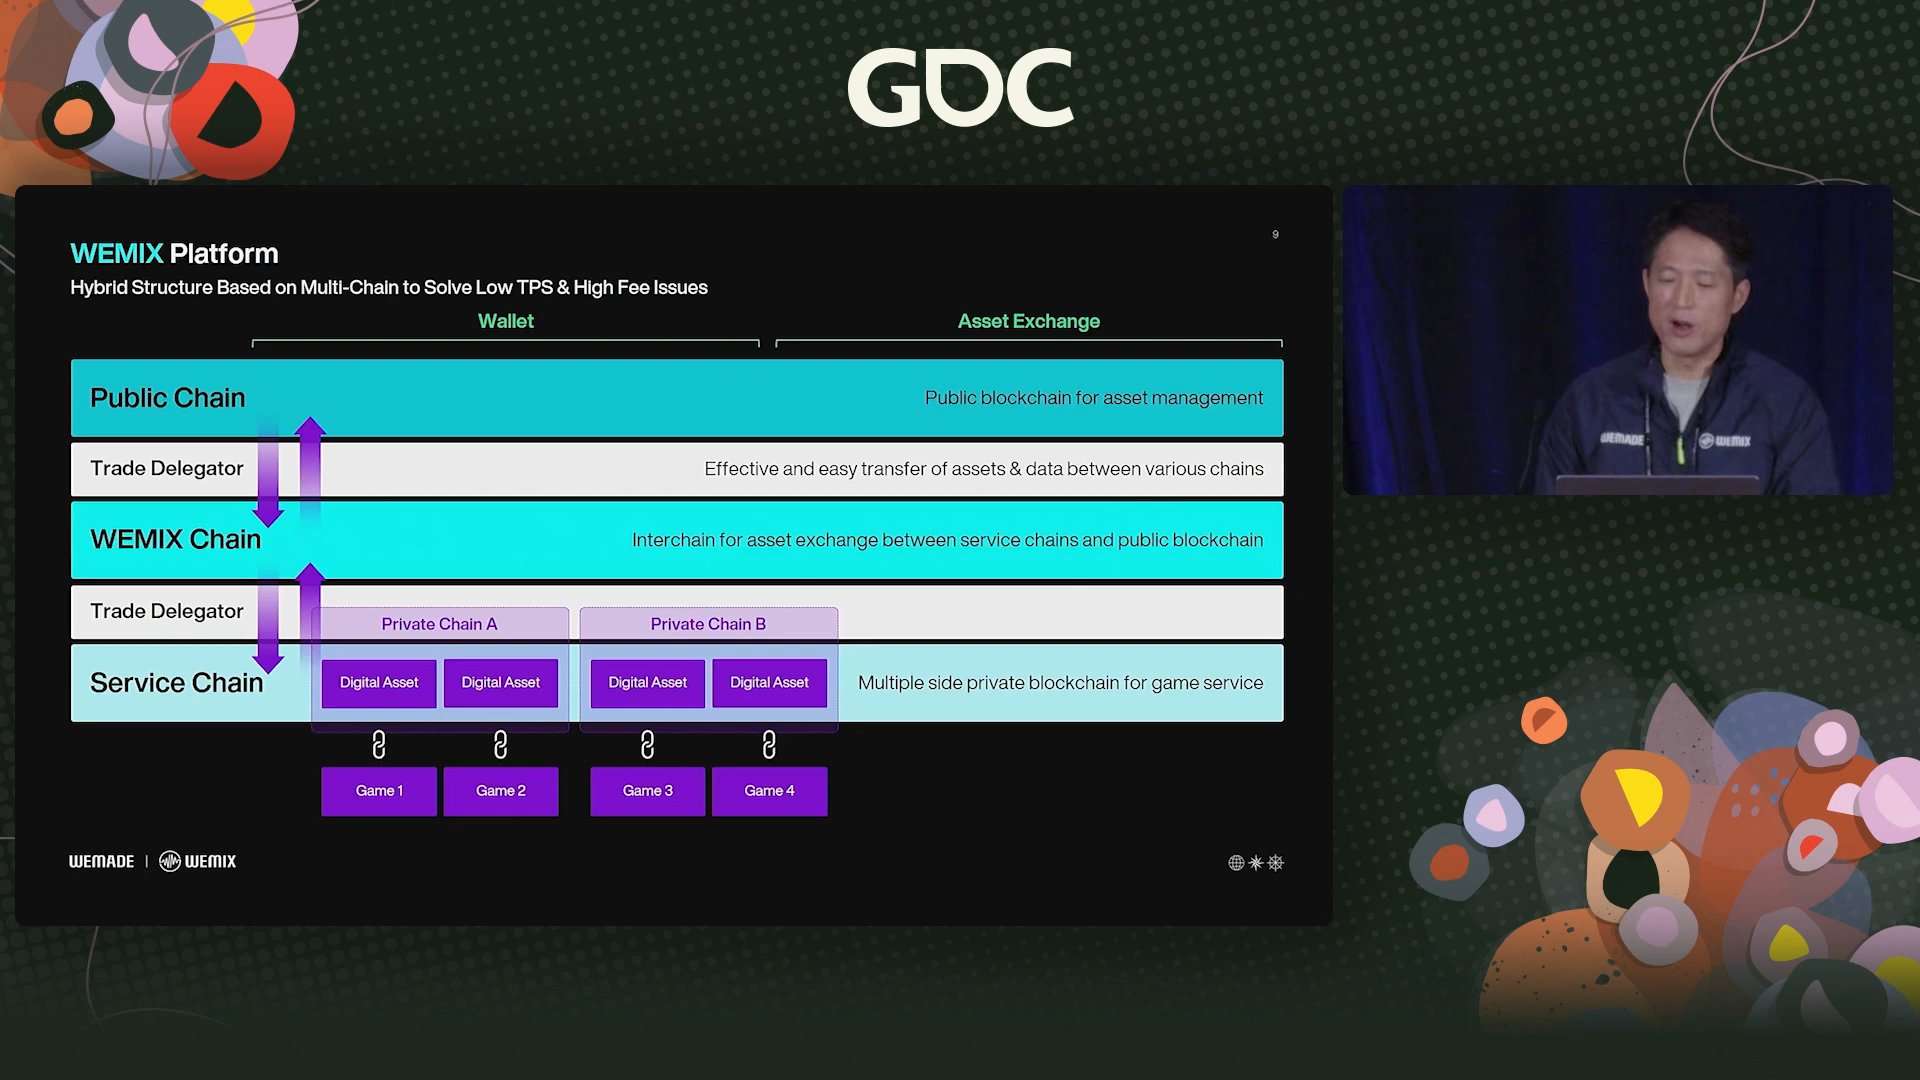 GDC
WEMIX Platform
9
Hybrid Structure Based on Multi-Chain to Solve Low TPS & High Fee Issues
Wallet
Asset Exchange
Public Chain
Public blockchain for asset management
Trade Delegator
Effective and easy transfer of assets & data between various chains
WEMIX Chain
Interchain for asset exchange between service chains and public blockchain
Trade Delegator
Private Chain A
Private Chain B
Service Chain
Digital Asset
Digital Asset
Digital Asset
Digital Asset
Multiple side private blockchain for game service
Game 1
Game 2
Game 3
Game 4
WEMADE | WEMIX
WEMADE
WEMIX